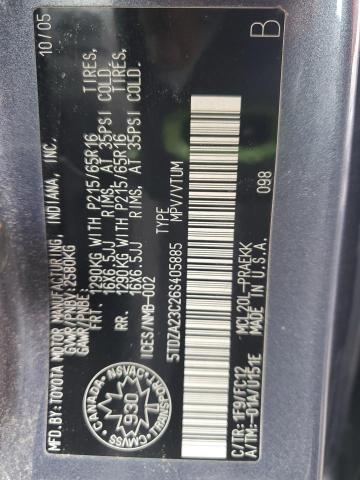 MFD.BY:TOYOTA MOTOR MANUFACTURING, INDIANA, INC. 10/05
GVWR/PNBV: 2580KG
GAWR/PNBE:
FRT 1290KG WITH P215/65R16 TIRES,
16X6.5JJ RIMS, AT 35PSI COLD.
RR. 1290KG WITH P215/65R16 TIRES,
16X6.5JJ RIMS, AT 35PSI COLD.
ICES/NMB-002
CANADA
NSVAC
930
CMVSS
TRANSPORT
5TDZA23C26S405885
TYPE
MPV/VTUM
098
B
C/TR: 1F9/FC12 MCL20L-PRAEKK
A/TM:-01A/U151E